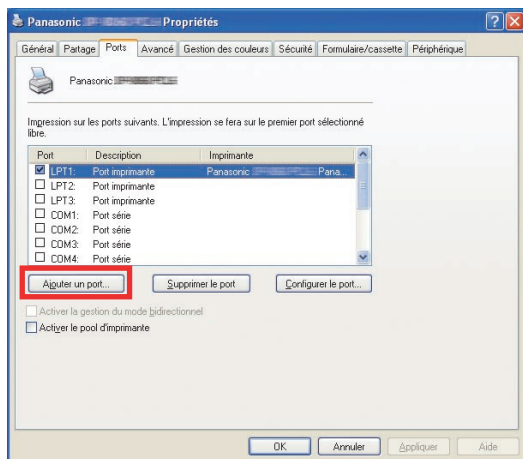 Panasonic Propriétés
Général Partage Ports Avancé Gestion des couleurs Sécurité Formulaire/cassette Périphérique
Panasonic
Impression sur les ports suivants. L'impression se fera sur le premier port sélectionné
libre.
Port Description Imprimante
LPT1: Port imprimante Panasonic Pana...
LPT2: Port imprimante
LPT3: Port imprimante
COM1: Port série
COM2: Port série
COM3: Port série
COM4: Port série
Ajouter un port... Supprimer le port Configurer le port...
Activer la gestion du mode bidirectionnel
Activer le pool d'imprimante
OK Annuler Appliquer Aide